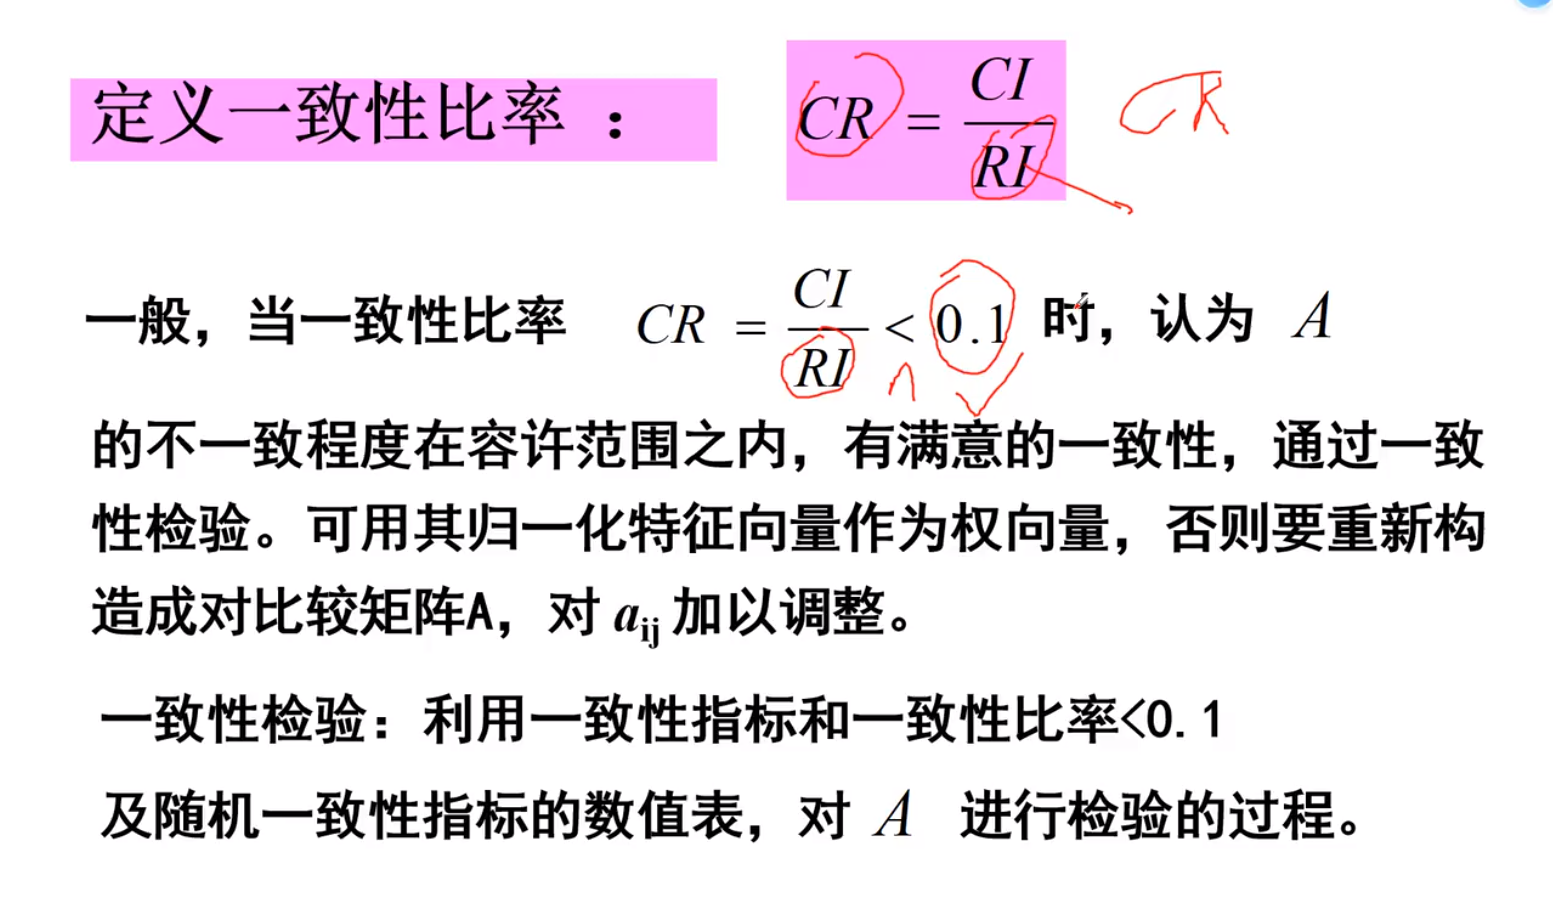 定义一致性比率 ： CR = CI / RI CR
一般，当一致性比率 CR = CI / RI < 0.1 时，认为 A
n
的不一致程度在容许范围之内，有满意的一致性，通过一致
性检验。可用其归一化特征向量作为权向量，否则要重新构
造成对比较矩阵A，对 aij 加以调整。
一致性检验：利用一致性指标和一致性比率<0.1
及随机一致性指标的数值表，对 A 进行检验的过程。